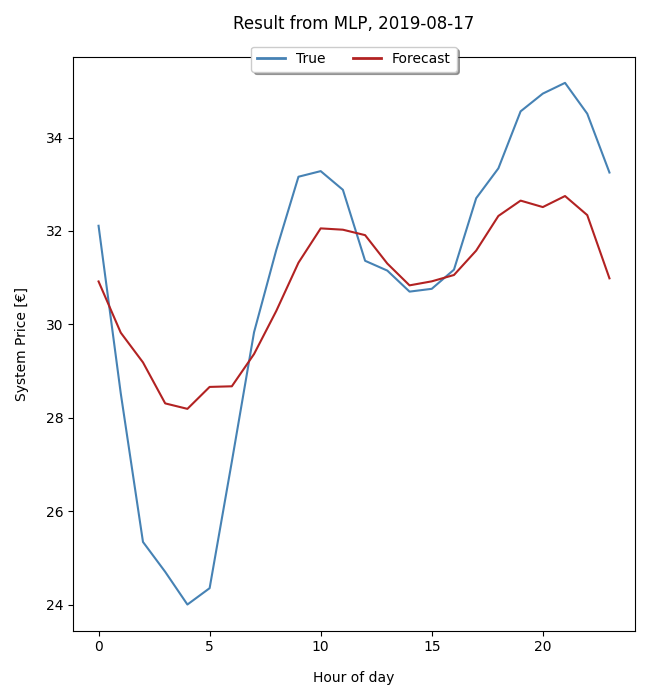 Result from MLP, 2019-08-17
True Forecast
System Price [€]
34
32
30
28
26
24
0 5 10 15 20
Hour of day